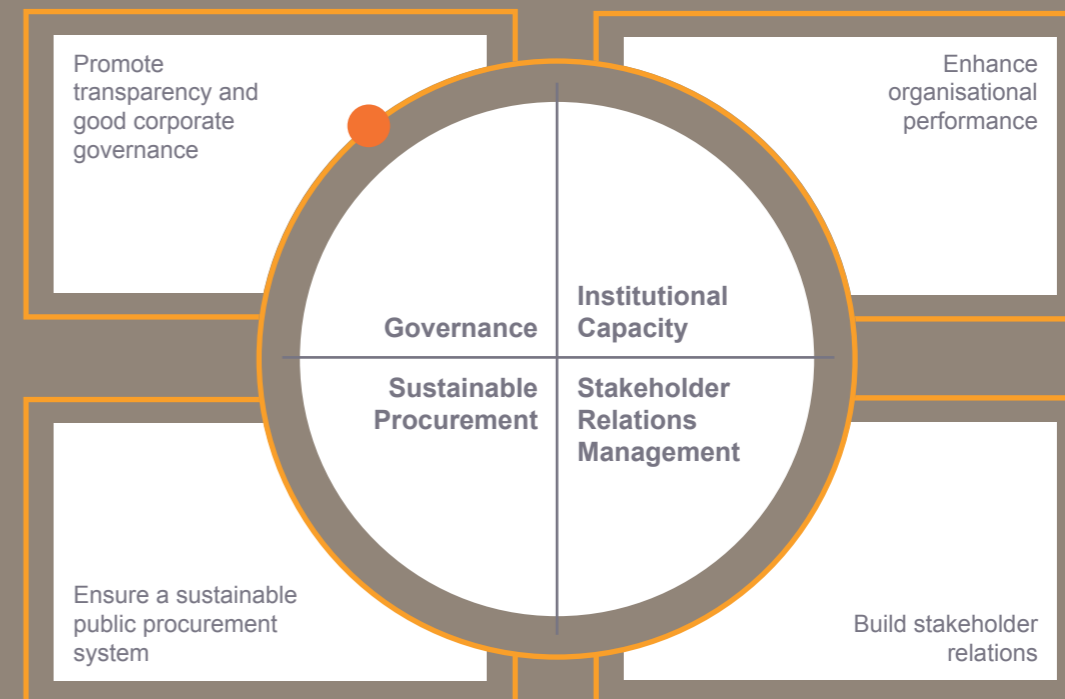 Promote
transparency and
good corporate
governance
Enhance
organisational
performance
Governance
Institutional
Capacity
Sustainable
Procurement
Stakeholder
Relations
Management
Ensure a sustainable
public procurement
system
Build stakeholder
relations